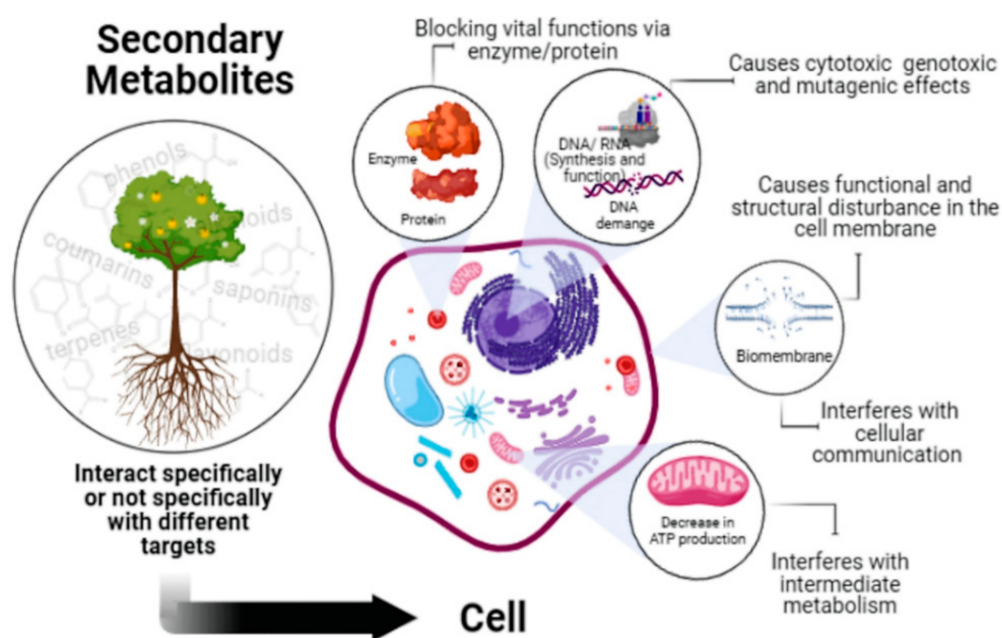 Secondary
Metabolites
phenols
coumarins
saponins
terpenes
Interact specifically
or not specifically
with different
targets
Blocking vital functions via
enzyme/protein
Enzyme
Protein
Causes cytotoxic genotoxic
and mutagenic effects
DNA/ RNA
(Synthesis and
function)
DNA
demange
Causes functional and
structural disturbance in the
cell membrane
Biomembrane
Interferes with
cellular
communication
Decrease in
ATP production
Interferes with
intermediate
metabolism
Cell